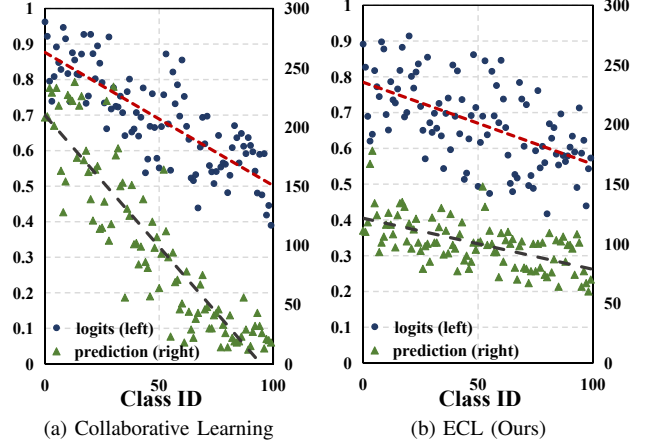 1 300 1 300
0.9 0.9
250 250
0.8 0.8
0.7 0.7
200 200
0.6 0.6
0.5 150 0.5 150
0.4 0.4
100 100
0.3 0.3
0.2 0.2
50 50
0.1 logits (left) 0.1 logits (left)
prediction (right) prediction (right)
0 0 0 0
0 50 100 0 50 100
Class ID Class ID
(a) Collaborative Learning (b) ECL (Ours)